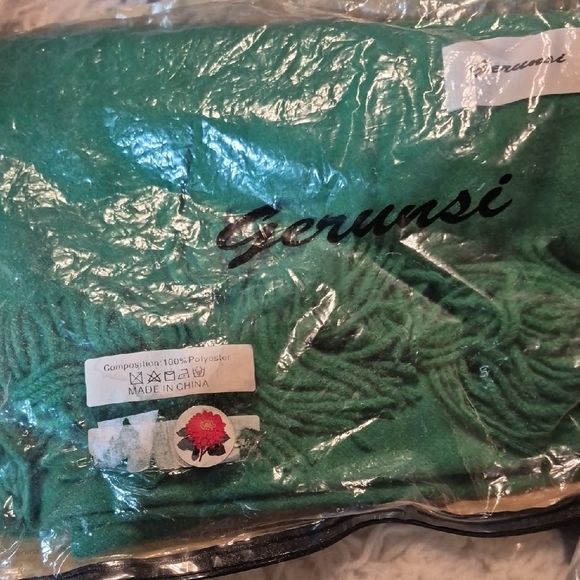 Gerunsi
Gerunsi
Composition:100%Polyester
MADE IN CHINA